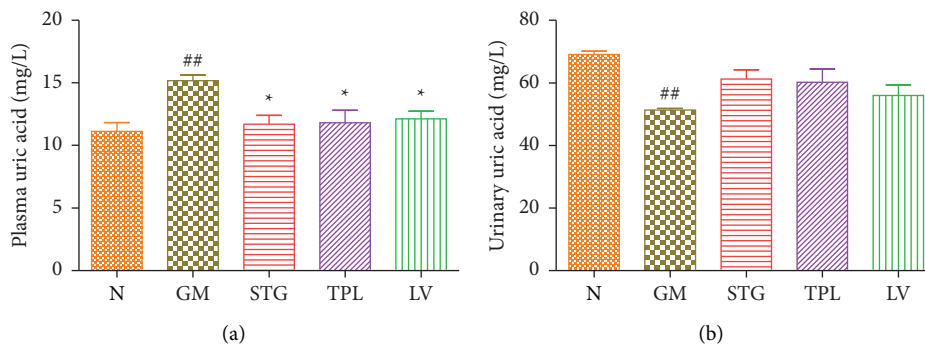 Plasma uric acid (mg/L)
20
15
10
5
0
##
*
*
*
N GM STG TPL LV
(a)
Urinary uric acid (mg/L)
80
60
40
20
0
##
N GM STG TPL LV
(b)